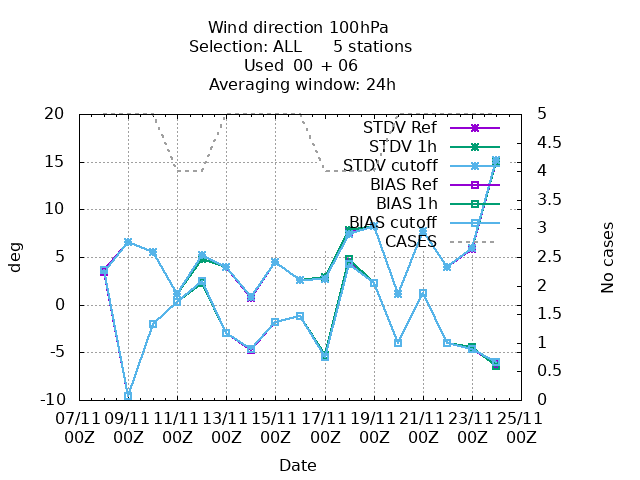 Wind direction 100hPa
Selection: ALL 5 stations
Used 00 + 06
Averaging window: 24h
deg
No cases
20
15
10
5
0
-5
-10
5
4.5
4
3.5
3
2.5
2
1.5
1
0.5
0
STDV Ref
STDV 1h
STDV cutoff
BIAS Ref
BIAS 1h
BIAS cutoff
CASES
07/11 09/11 11/11 13/11 15/11 17/11 19/11 21/11 23/11 25/11
00Z 00Z 00Z 00Z 00Z 00Z 00Z 00Z 00Z 00Z
Date